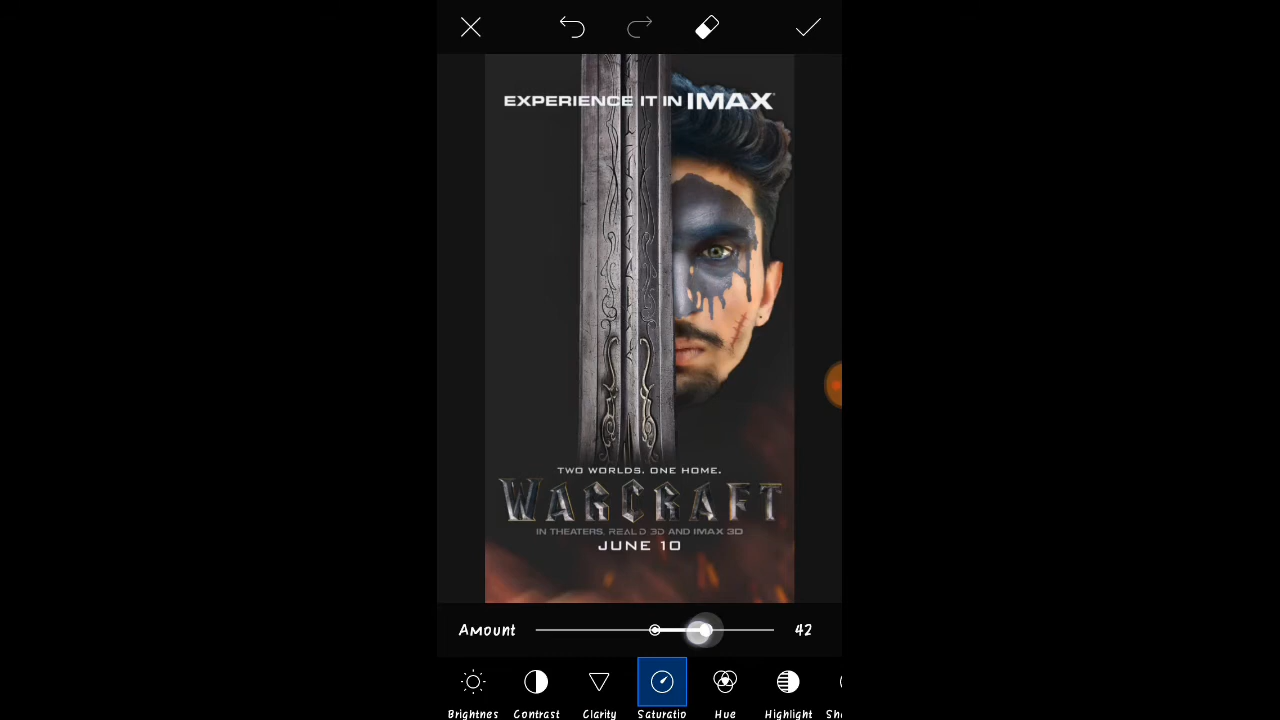 EXPERIENCE IT IN IMAX
TWO WORLDS. ONE HOME.
WARCRAFT
IN THEATERS, REAL D 3D AND IMAX 3D
JUNE 10
Amount 42
Brightnes Contrast Clarity Saturatio Hue Highlight Sh